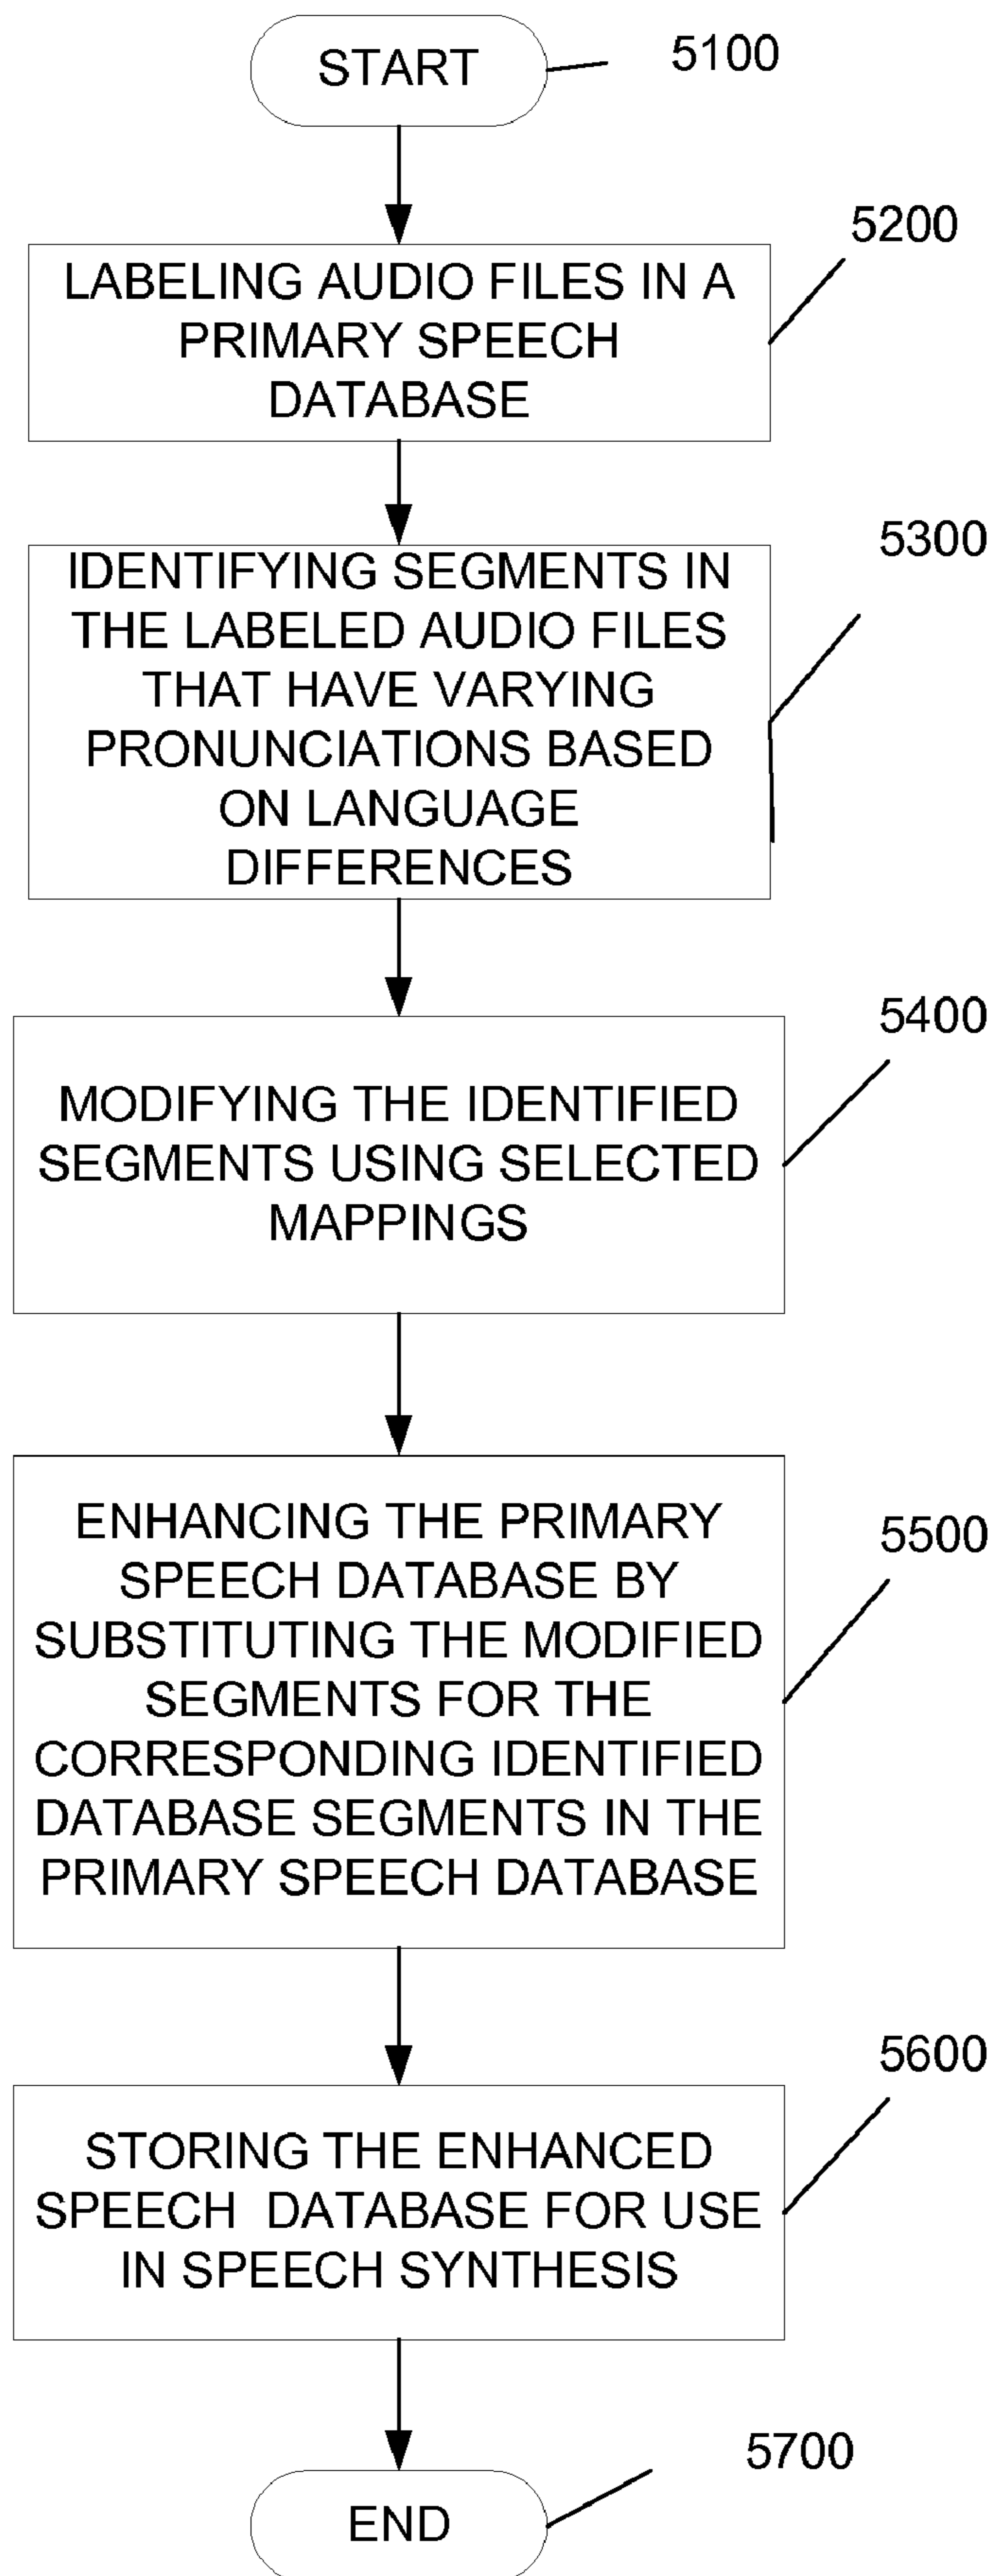 START
5100
5200
LABELING AUDIO FILES IN A
PRIMARY SPEECH
DATABASE
5300
IDENTIFYING SEGMENTS IN
THE LABELED AUDIO FILES
THAT HAVE VARYING
PRONUNCIATIONS BASED
ON LANGUAGE
DIFFERENCES
5400
MODIFYING THE IDENTIFIED
SEGMENTS USING SELECTED
MAPPINGS
5500
ENHANCING THE PRIMARY
SPEECH DATABASE BY
SUBSTITUTING THE MODIFIED
SEGMENTS FOR THE
CORRESPONDING IDENTIFIED
DATABASE SEGMENTS IN THE
PRIMARY SPEECH DATABASE
5600
STORING THE ENHANCED
SPEECH DATABASE FOR USE
IN SPEECH SYNTHESIS
5700
END